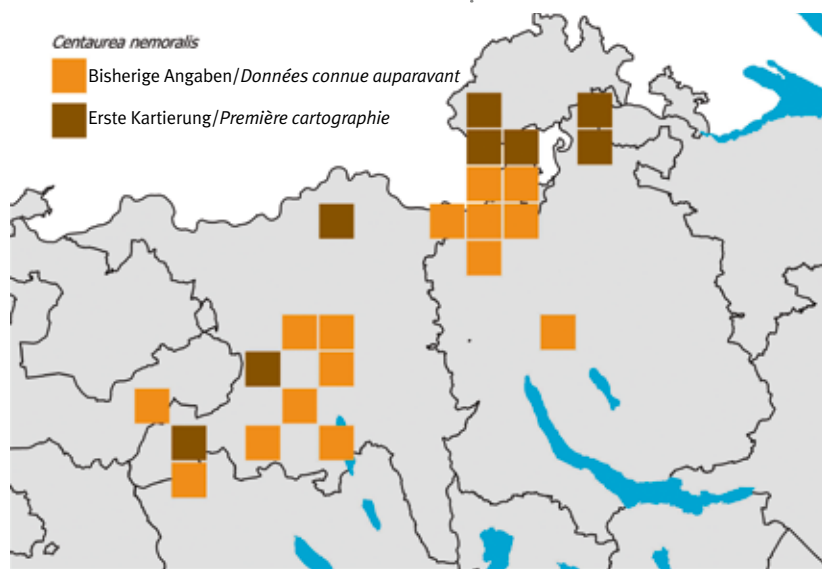 Centaurea nemoralis
Bisherige Angaben/Données connue auparavant
Erste Kartierung/Première cartographie